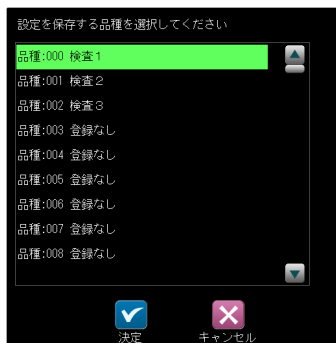 設定を保存する品種を選択してください
品種:000 検査1
品種:001 検査2
品種:002 検査3
品種:003 登録なし
品種:004 登録なし
品種:005 登録なし
品種:006 登録なし
品種:007 登録なし
品種:008 登録なし
決定 キャンセル